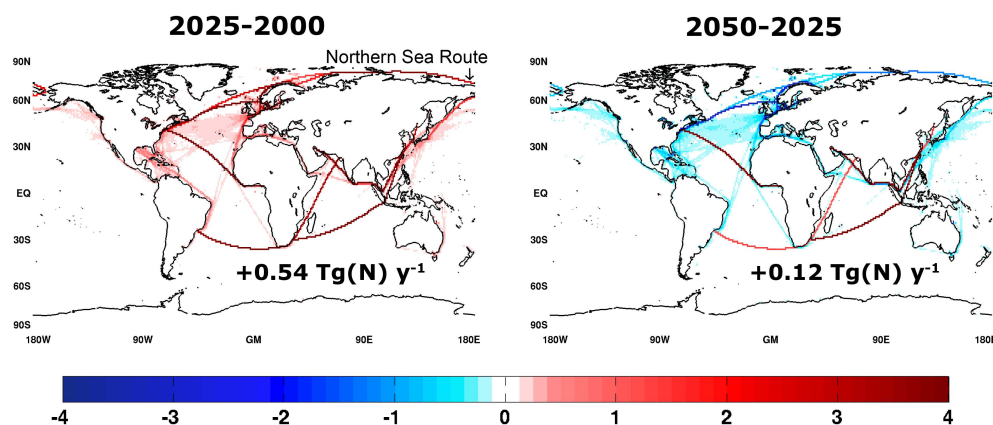 2025-2000
2050-2025
Northern Sea Route
90N
60N
30N
EQ
30S
60S
90S
180W
90W
GM
90E
180E
+0.54 Tg(N) y⁻¹
90N
60N
30N
EQ
30S
60S
90S
180W
90W
GM
90E
180E
+0.12 Tg(N) y⁻¹
-4 -3 -2 -1 0 1 2 3 4